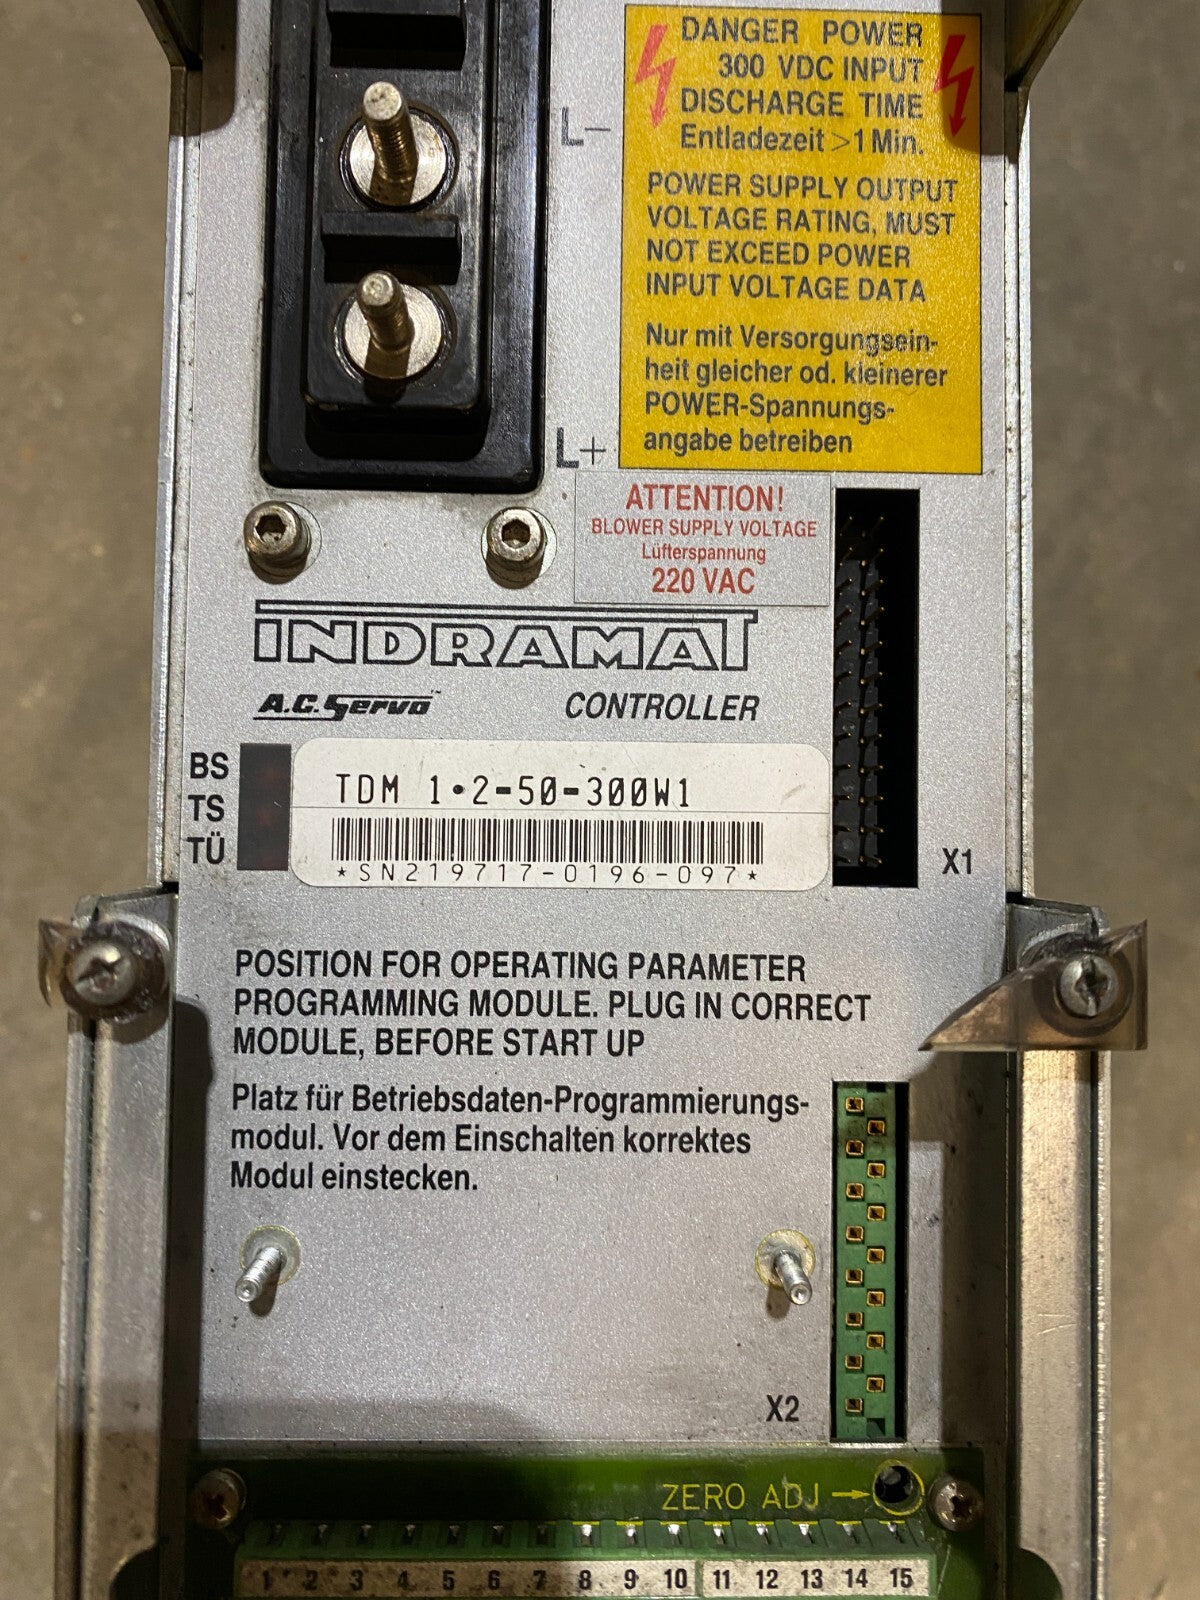 DANGER POWER
300 VDC INPUT
DISCHARGE TIME
Entladezeit >1 Min.
POWER SUPPLY OUTPUT
VOLTAGE RATING, MUST
NOT EXCEED POWER
INPUT VOLTAGE DATA
Nur mit Versorgungsein-
heit gleicher od. kleinerer
POWER-Spannungs-
angabe betreiben
L-
L+
ATTENTION!
BLOWER SUPPLY VOLTAGE
Lüfterspannung
220 VAC
INDRAMAT
A.C. Servo™ CONTROLLER
BS
TS
TÜ
TDM 1•2-50-300W1
*SN219717-0196-097*
X1
POSITION FOR OPERATING PARAMETER
PROGRAMMING MODULE. PLUG IN CORRECT
MODULE, BEFORE START UP
Platz für Betriebsdaten-Programmierungs-
modul. Vor dem Einschalten korrektes
Modul einstecken.
X2
ZERO ADJ →
1 2 3 4 5 6 7 8 9 10 11 12 13 14 15